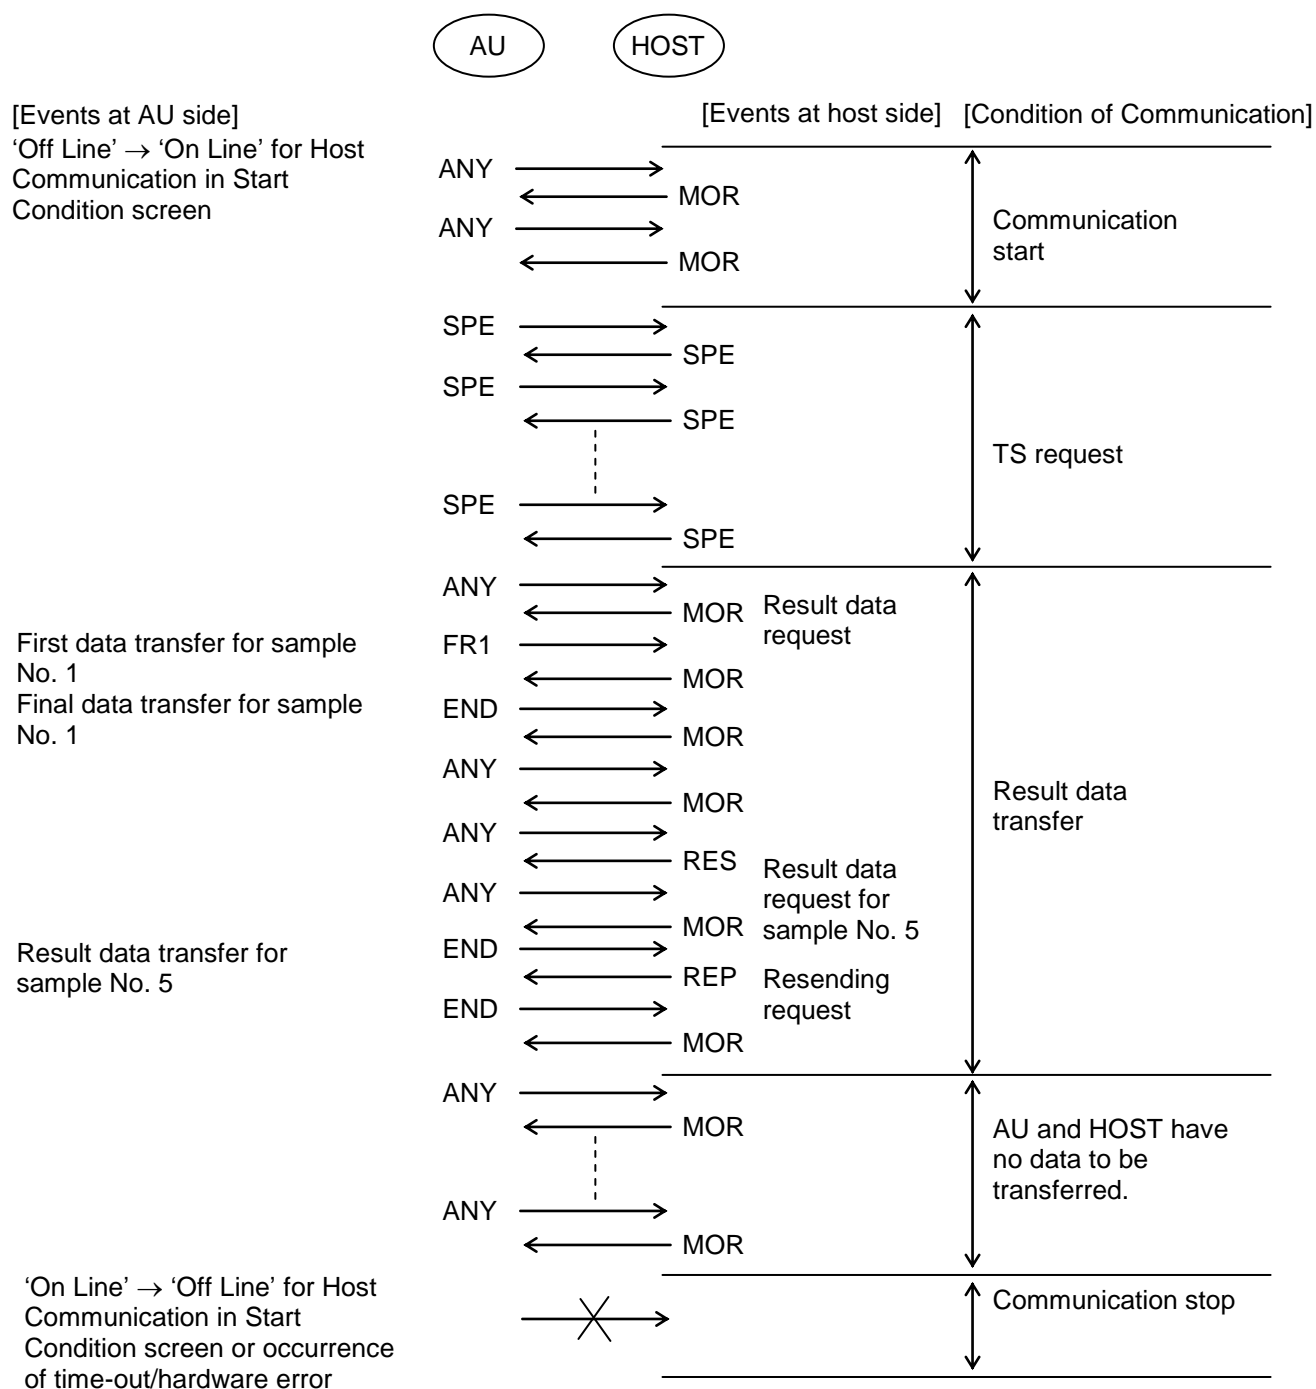 AU
HOST
[Events at AU side]
[Events at host side]
[Condition of Communication]
‘Off Line’ → ‘On Line’ for Host
Communication in Start
Condition screen
ANY
MOR
ANY
MOR
Communication
start
SPE
SPE
SPE
SPE
SPE
SPE
TS request
ANY
MOR
Result data
request
First data transfer for sample
No. 1
FR1
MOR
Final data transfer for sample
No. 1
END
MOR
ANY
MOR
Result data
transfer
ANY
RES
Result data
request for
sample No. 5
ANY
MOR
Result data transfer for
sample No. 5
END
REP
Resending
request
END
MOR
ANY
MOR
AU and HOST have
no data to be
transferred.
ANY
MOR
‘On Line’ → ‘Off Line’ for Host
Communication in Start
Condition screen or occurrence
of time-out/hardware error
Communication stop